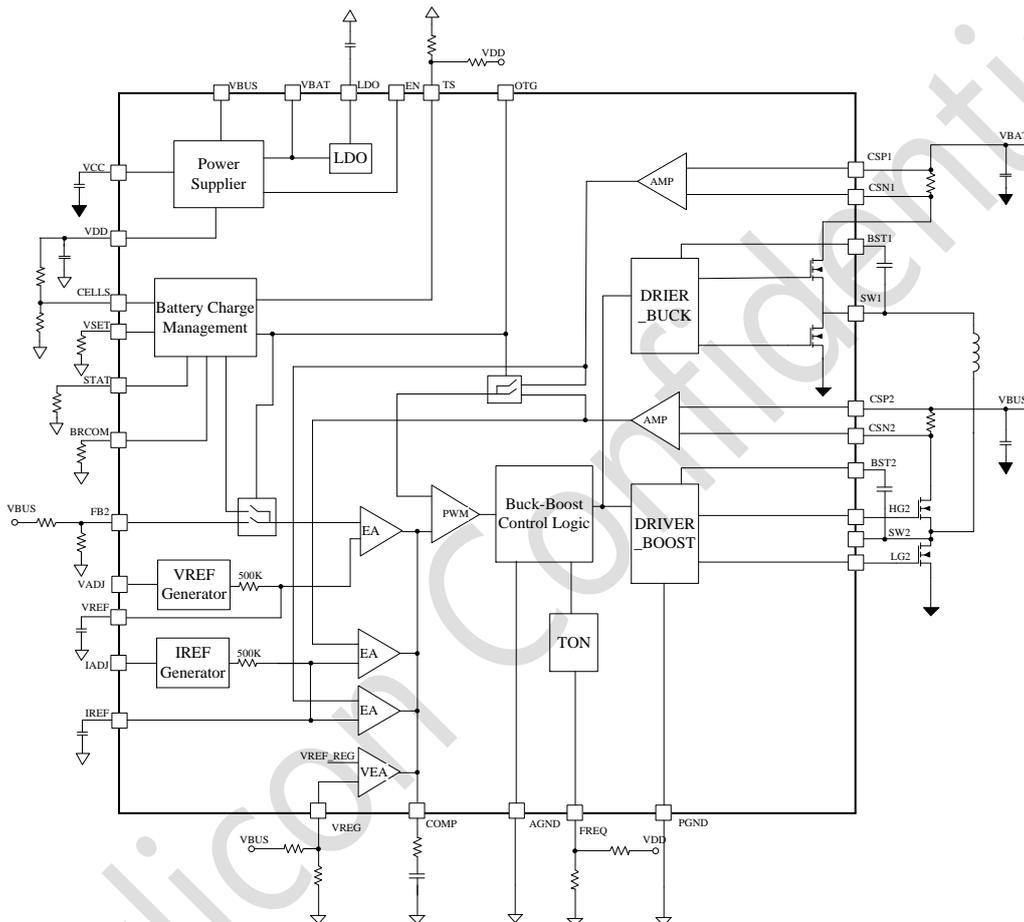 VDD
VBUS
VBAT
LDO
EN
TS
OTG
VCC
Power
Supplier
LDO
AMP
CSP1
VBAT
CSN1
VDD
BST1
DRIER
_BUCK
CELLS
Battery Charge
Management
SW1
VSET
STAT
CSP2
VBUS
AMP
CSN2
BRCOM
BST2
Buck-Boost
Control Logic
PWM
DRIVER
_BOOST
HG2
VBUS
FB2
EA
SW2
LG2
VREF
Generator
500K
VADJ
VREF
TON
IREF
Generator
500K
EA
IADJ
IREF
EA
VREF_REG
VEA
VREG
COMP
AGND
FREQ
PGND
VBUS
VDD
silicon Confidenti